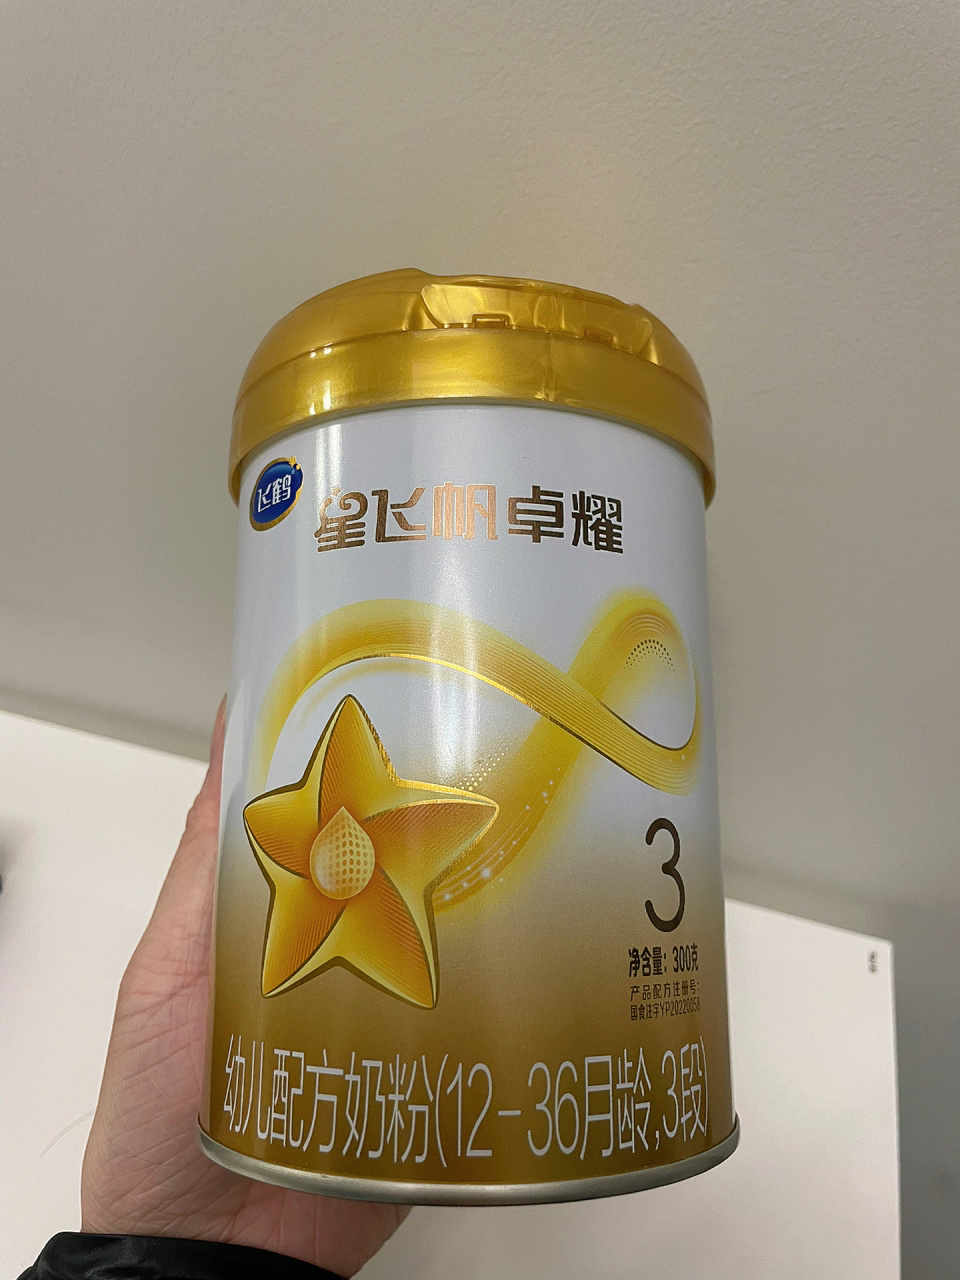 飞鹤
星飞帆卓耀
3
净含量：300克
产品配方注册号：
国食注字YP20220058
幼儿配方奶粉(12-36月龄,3段)